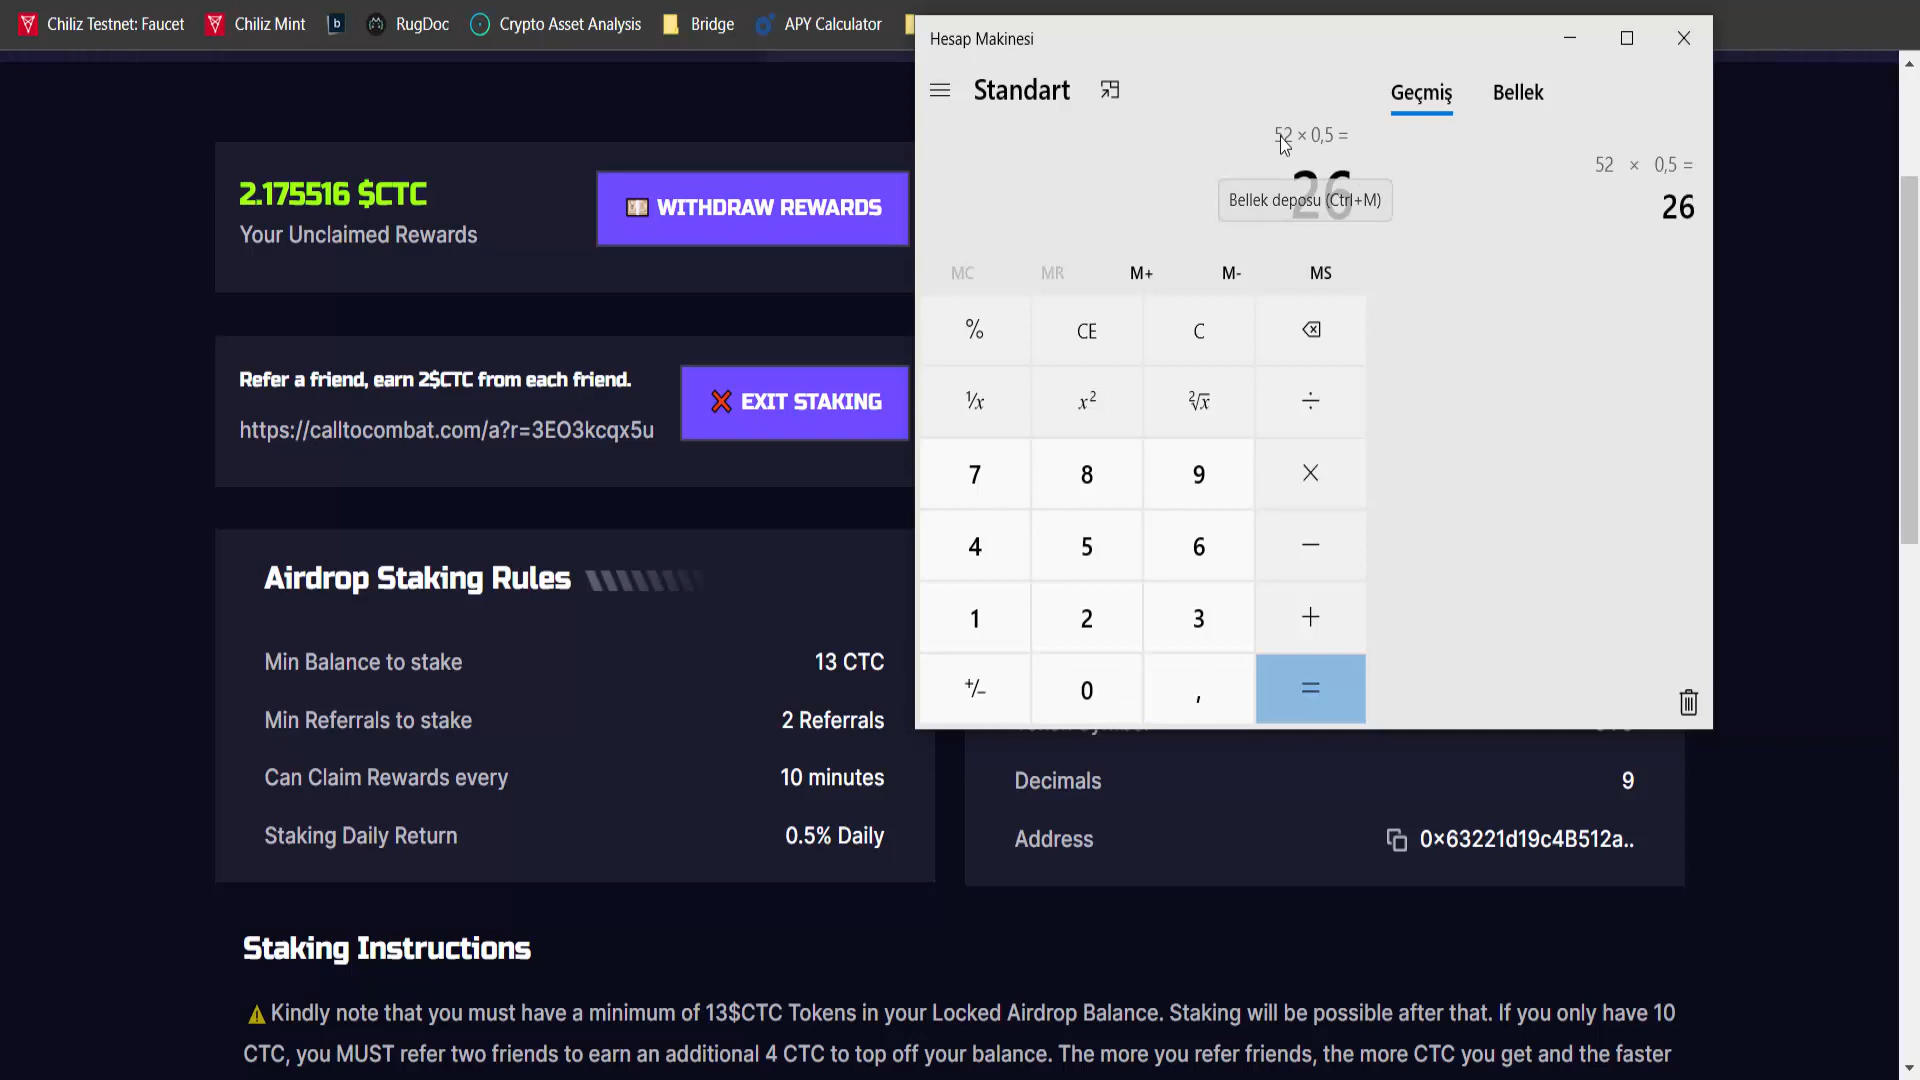 Chiliz Testnet: Faucet Chiliz Mint b RugDoc Crypto Asset Analysis Bridge APY Calculator
Hesap Makinesi
Standart
Geçmiş Bellek
52 × 0,5 =
26
Bellek deposu (Ctrl+M)
52 × 0,5 =
26
MC MR M+ M- MS
% CE C
1/x x² ²√x ÷
7 8 9 ×
4 5 6 −
1 2 3 +
+/− 0 , =
2.175516 $CTC
Your Unclaimed Rewards
WITHDRAW REWARDS
Refer a friend, earn 2$CTC from each friend.
https://calltocombat.com/a?r=3EO3kcqx5u
EXIT STAKING
Airdrop Staking Rules
Min Balance to stake 13 CTC
Min Referrals to stake 2 Referrals
Can Claim Rewards every 10 minutes
Staking Daily Return 0.5% Daily
Decimals 9
Address 0x63221d19c4B512a..
Staking Instructions
Kindly note that you must have a minimum of 13$CTC Tokens in your Locked Airdrop Balance. Staking will be possible after that. If you only have 10
CTC, you MUST refer two friends to earn an additional 4 CTC to top off your balance. The more you refer friends, the more CTC you get and the faster